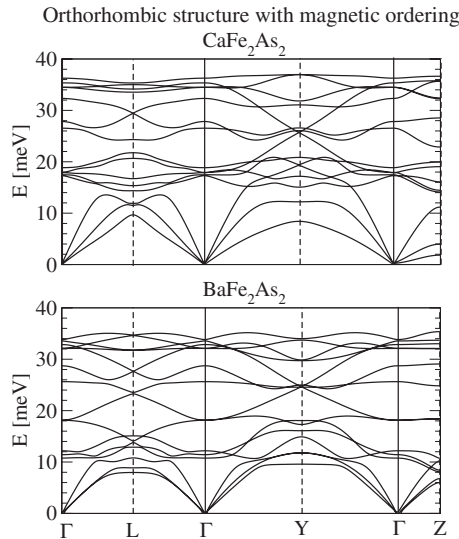 Orthorhombic structure with magnetic ordering
CaFe₂As₂
40
30
20
10
0
E [meV]
BaFe₂As₂
40
30
20
10
0
E [meV]
Γ L Γ Y Γ Z